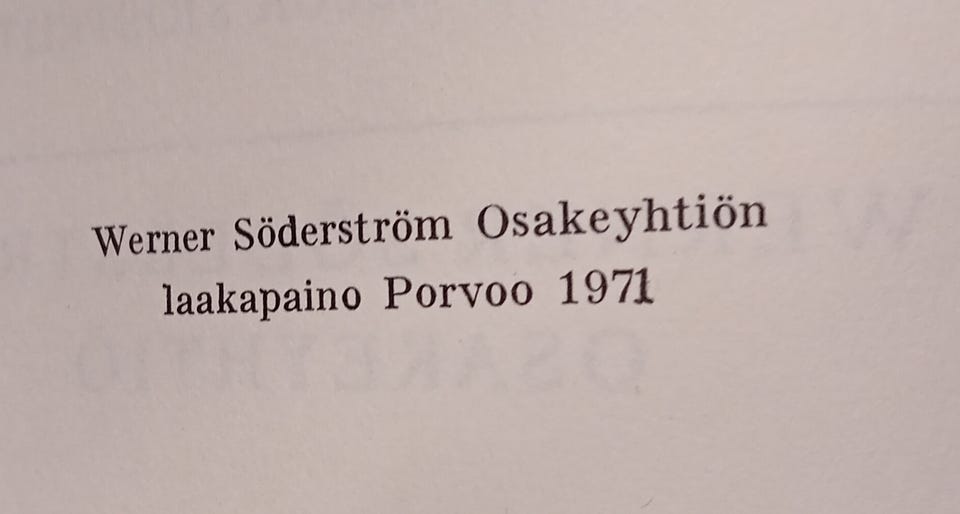 Werner Söderström Osakeyhtiön
laakapaino Porvoo 1971